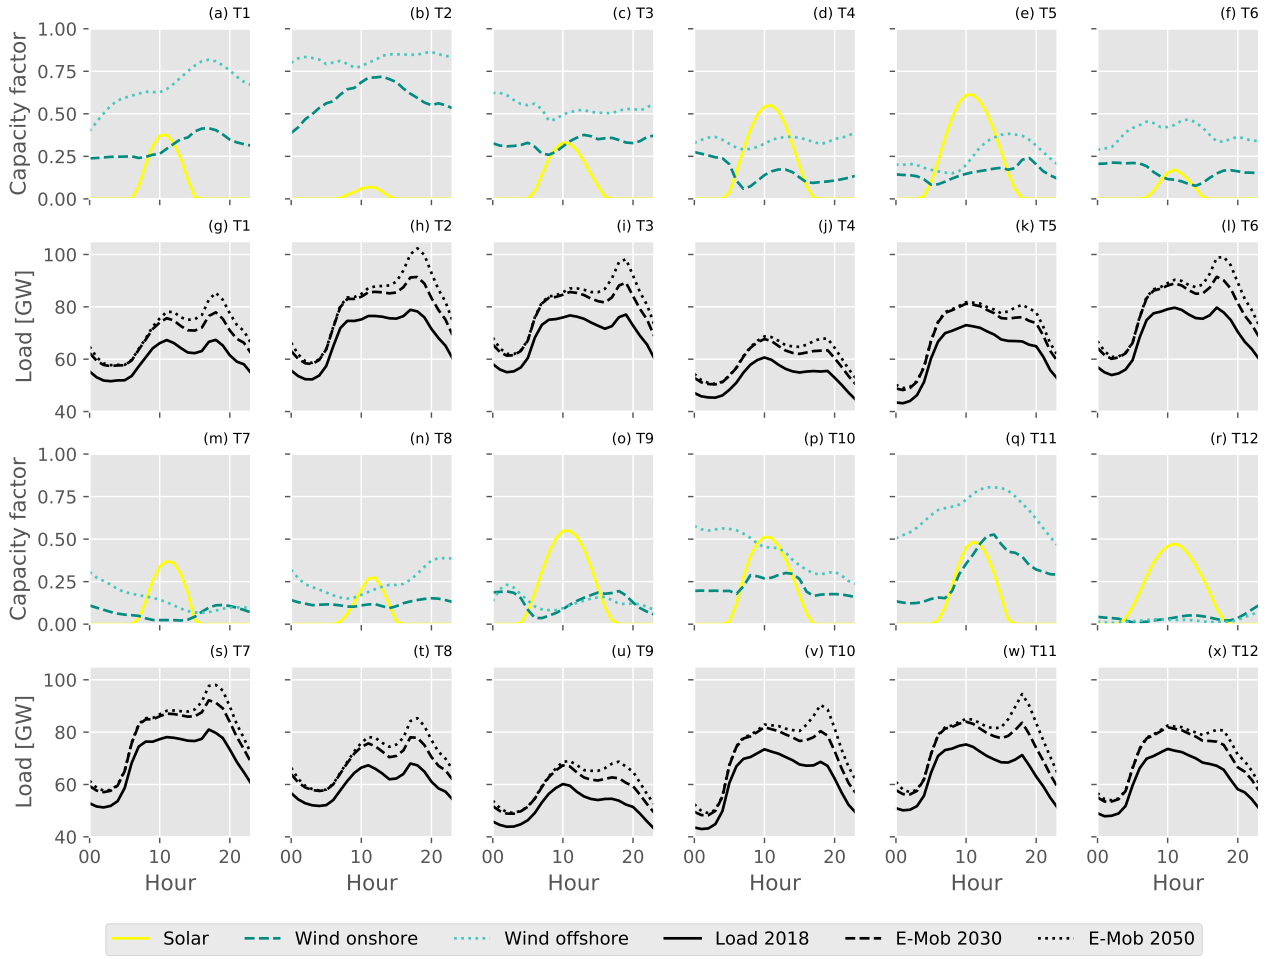 (a) T1 (b) T2 (c) T3 (d) T4 (e) T5 (f) T6
Capacity factor
1.00
0.75
0.50
0.25
0.00
(g) T1 (h) T2 (i) T3 (j) T4 (k) T5 (l) T6
Load [GW]
100
80
60
40
(m) T7 (n) T8 (o) T9 (p) T10 (q) T11 (r) T12
Capacity factor
1.00
0.75
0.50
0.25
0.00
(s) T7 (t) T8 (u) T9 (v) T10 (w) T11 (x) T12
Load [GW]
100
80
60
40
00 10 20 00 10 20 00 10 20 00 10 20 00 10 20 00 10 20
Hour Hour Hour Hour Hour Hour
Solar Wind onshore Wind offshore Load 2018 E-Mob 2030 E-Mob 2050